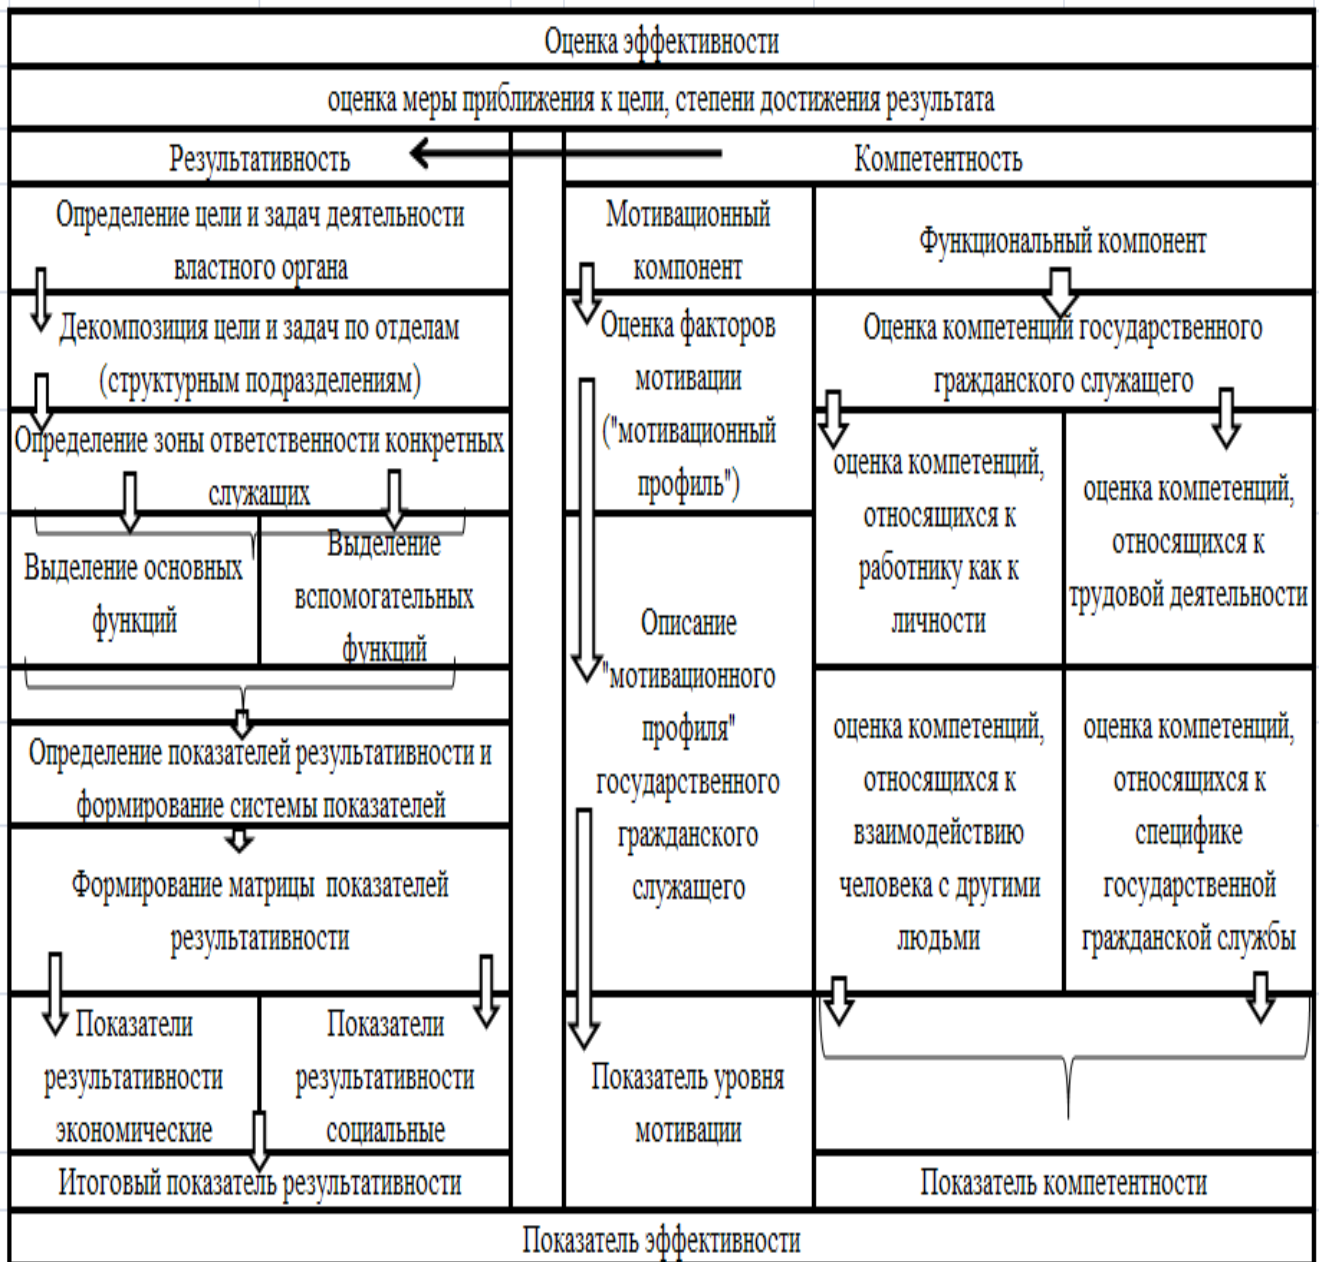 Оценка эффективности
оценка меры приближения к цели, степени достижения результата
Результативность
Компетентность
Определение цели и задач деятельности
властного органа
Декомпозиция цели и задач по отделам
(структурным подразделениям)
Определение зоны ответственности конкретных
служащих
Выделение основных
функций
Выделение
вспомогательных
функций
Определение показателей результативности и
формирование системы показателей
Формирование матрицы показателей
результативности
Показатели
результативности
экономические
Показатели
результативности
социальные
Итоговый показатель результативности
Мотивационный
компонент
Оценка факторов
мотивации
("мотивационный
профиль")
Описание
"мотивационного
профиля"
государственного
гражданского
служащего
Показатель уровня
мотивации
Функциональный компонент
Оценка компетенций государственного
гражданского служащего
оценка компетенций,
относящихся к
работнику как к
личности
оценка компетенций,
относящихся к
трудовой деятельности
оценка компетенций,
относящихся к
взаимодействию
человека с другими
людьми
оценка компетенций,
относящихся к
специфике
государственной
гражданской службы
Показатель компетентности
Показатель эффективности